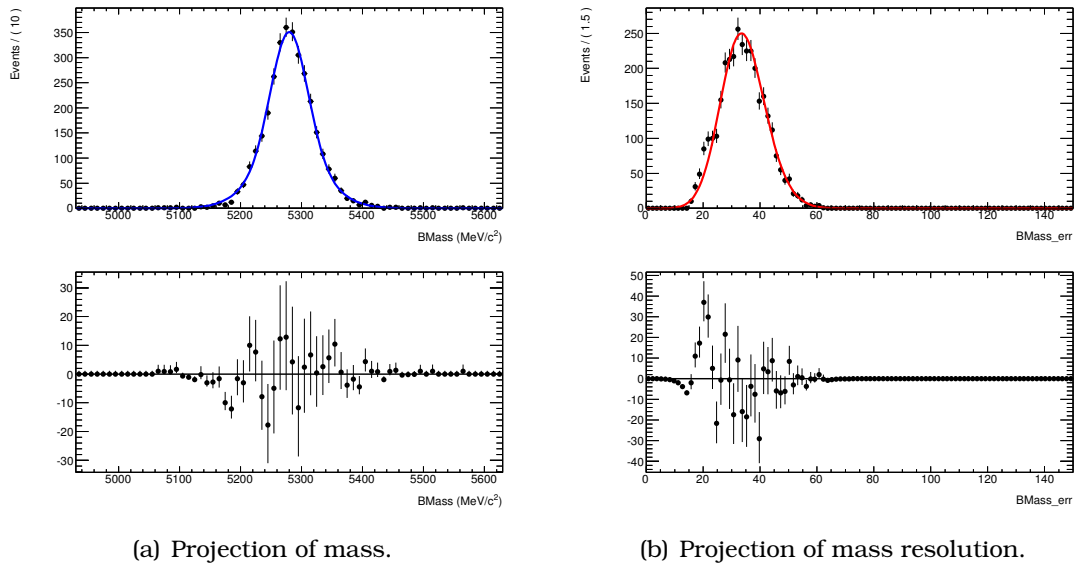 Events / ( 10 )
350
300
250
200
150
100
50
0
5000 5100 5200 5300 5400 5500 5600
BMass (MeV/c²)
Events / ( 1.5 )
250
200
150
100
50
0
0 20 40 60 80 100 120 140
BMass_err
30
20
10
0
-10
-20
-30
5000 5100 5200 5300 5400 5500 5600
BMass (MeV/c²)
50
40
30
20
10
0
-10
-20
-30
-40
0 20 40 60 80 100 120 140
BMass_err
(a) Projection of mass.
(b) Projection of mass resolution.